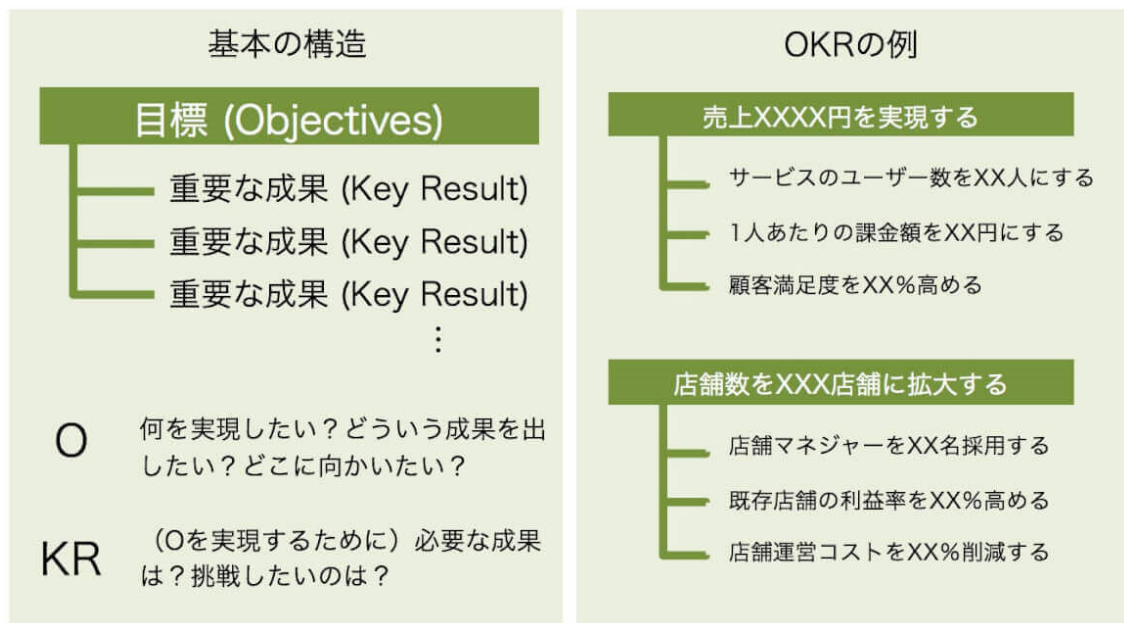 基本の構造
目標 (Objectives)
重要な成果 (Key Result)
重要な成果 (Key Result)
重要な成果 (Key Result)
⋮
O
何を実現したい？どういう成果を出
したい？どこに向かいたい？
KR
（Oを実現するために）必要な成果
は？挑戦したいのは？
OKRの例
売上XXXX円を実現する
サービスのユーザー数をXX人にする
1人あたりの課金額をXX円にする
顧客満足度をXX％高める
店舗数をXXX店舗に拡大する
店舗マネジャーをXX名採用する
既存店舗の利益率をXX％高める
店舗運営コストをXX％削減する